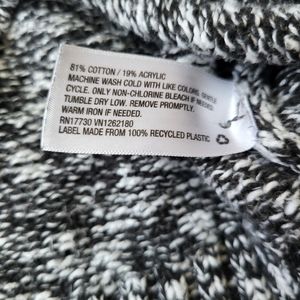 81% COTTON / 19% ACRYLIC
MACHINE WASH COLD WITH LIKE COLORS, GENTLE
CYCLE. ONLY NON-CHLORINE BLEACH IF NEEDED.
TUMBLE DRY LOW. REMOVE PROMPTLY.
WARM IRON IF NEEDED.
RN17730 VN1262180
LABEL MADE FROM 100% RECYCLED PLASTIC